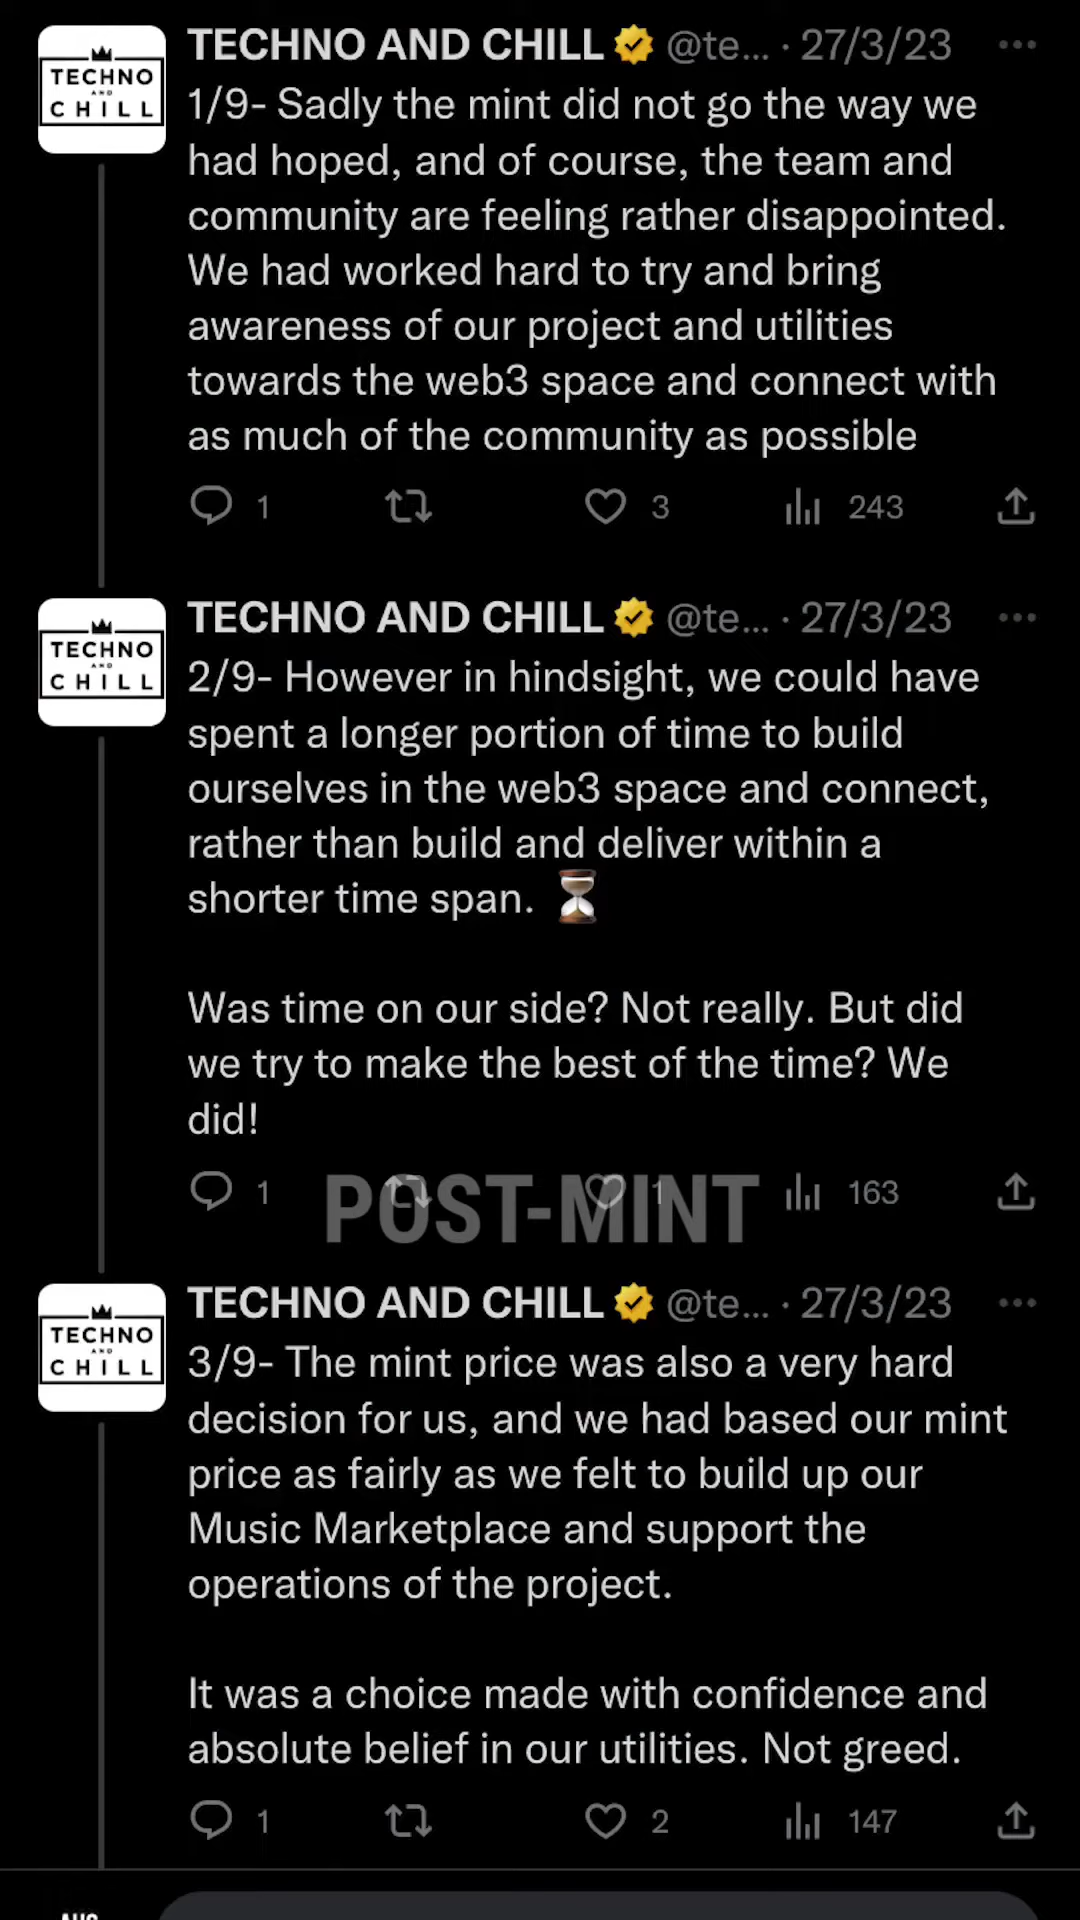 TECHNO AND CHILL @te... · 27/3/23
TECHNO
AND
CHILL
1/9- Sadly the mint did not go the way we
had hoped, and of course, the team and
community are feeling rather disappointed.
We had worked hard to try and bring
awareness of our project and utilities
towards the web3 space and connect with
as much of the community as possible
1 3 243
TECHNO AND CHILL @te... · 27/3/23
TECHNO
AND
CHILL
2/9- However in hindsight, we could have
spent a longer portion of time to build
ourselves in the web3 space and connect,
rather than build and deliver within a
shorter time span. ⏳
Was time on our side? Not really. But did
we try to make the best of the time? We
did!
1 1 163
POST-MINT
TECHNO AND CHILL @te... · 27/3/23
TECHNO
AND
CHILL
3/9- The mint price was also a very hard
decision for us, and we had based our mint
price as fairly as we felt to build up our
Music Marketplace and support the
operations of the project.
It was a choice made with confidence and
absolute belief in our utilities. Not greed.
1 2 147